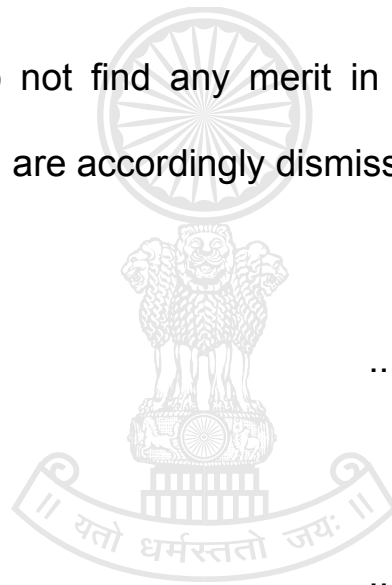 not find any merit in
are accordingly dismiss
..
॥ यतो धर्मस्ततो जयः ॥
..